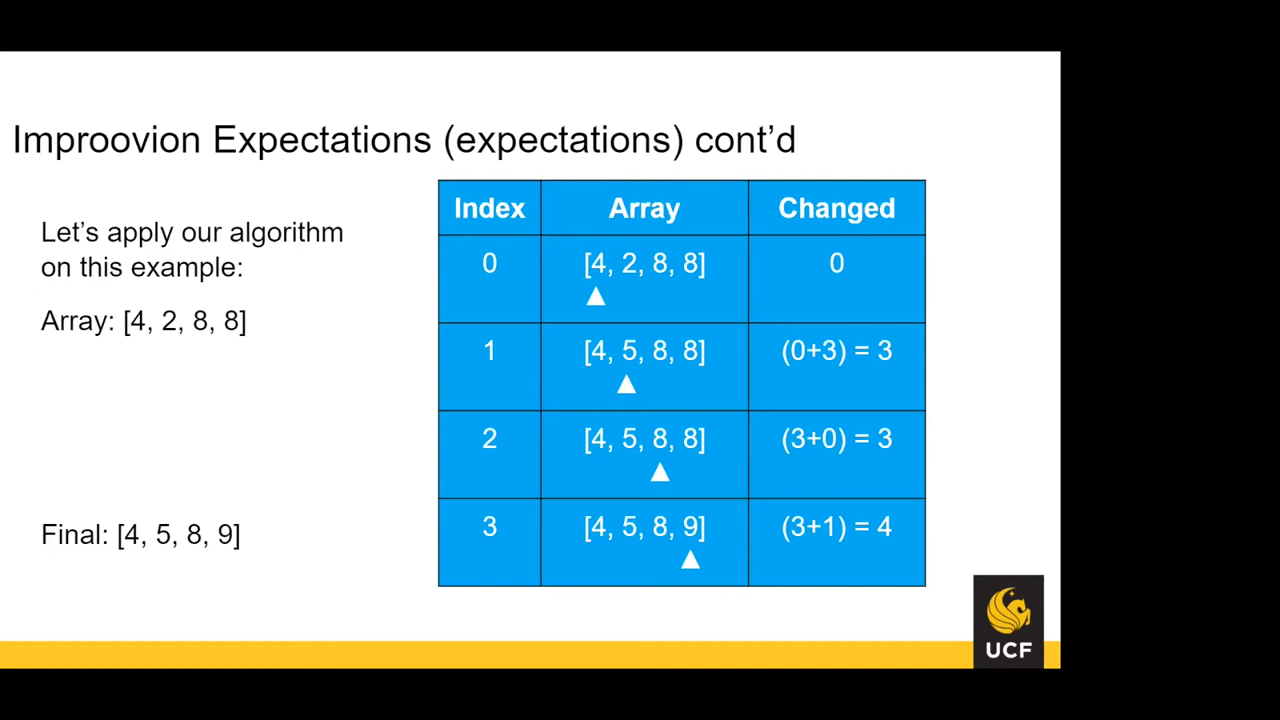 Improovion Expectations (expectations) cont’d
Let’s apply our algorithm
on this example:
Array: [4, 2, 8, 8]
Final: [4, 5, 8, 9]
Index Array Changed
0 [4, 2, 8, 8] 0
1 [4, 5, 8, 8] (0+3) = 3
2 [4, 5, 8, 8] (3+0) = 3
3 [4, 5, 8, 9] (3+1) = 4
UCF